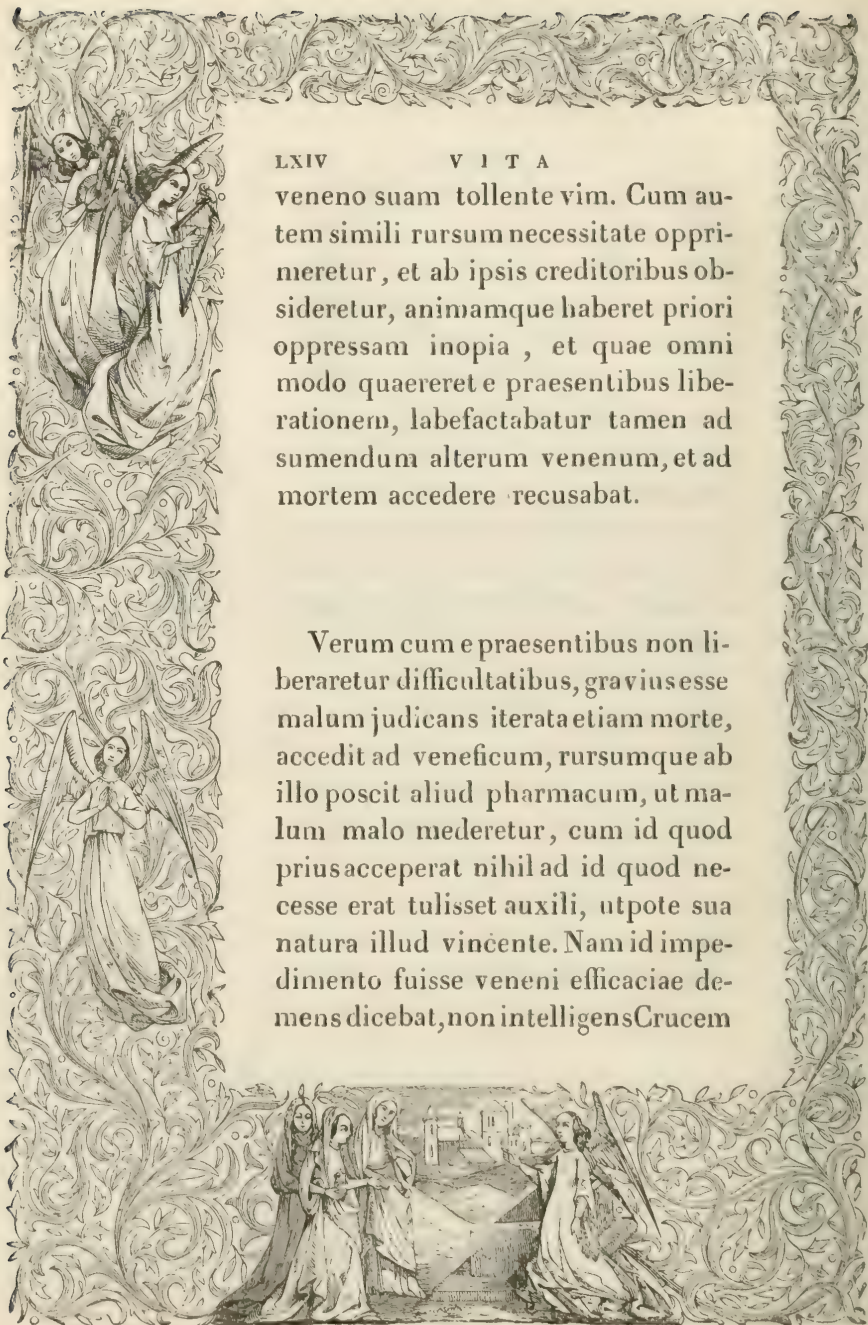 LXIV VITA
veneno suam tollente vim. Cum au-
tem simili rursum necessitate oppri-
meretur, et ab ipsis creditoribus ob-
sideretur, animamque haberet priori
oppressam inopia , et quae omni
modo quaereret e praesentibus libe-
rationem, labefactabatur tamen ad
sumendum alterum venenum, et ad
mortem accedere recusabat.
Verum cum e praesentibus non li-
beraretur difficultatibus, gravius esse
malum judicans iterata etiam morte,
accedit ad veneficum, rursumque ab
illo poscit aliud pharmacum, ut ma-
lum malo mederetur, cum id quod
prius acceperat nihil ad id quod ne-
cesse erat tulisset auxili, utpote sua
natura illud vincente. Nam id impe-
dimento fuisse veneni efficaciae de-
mens dicebat, non intelligens Crucem